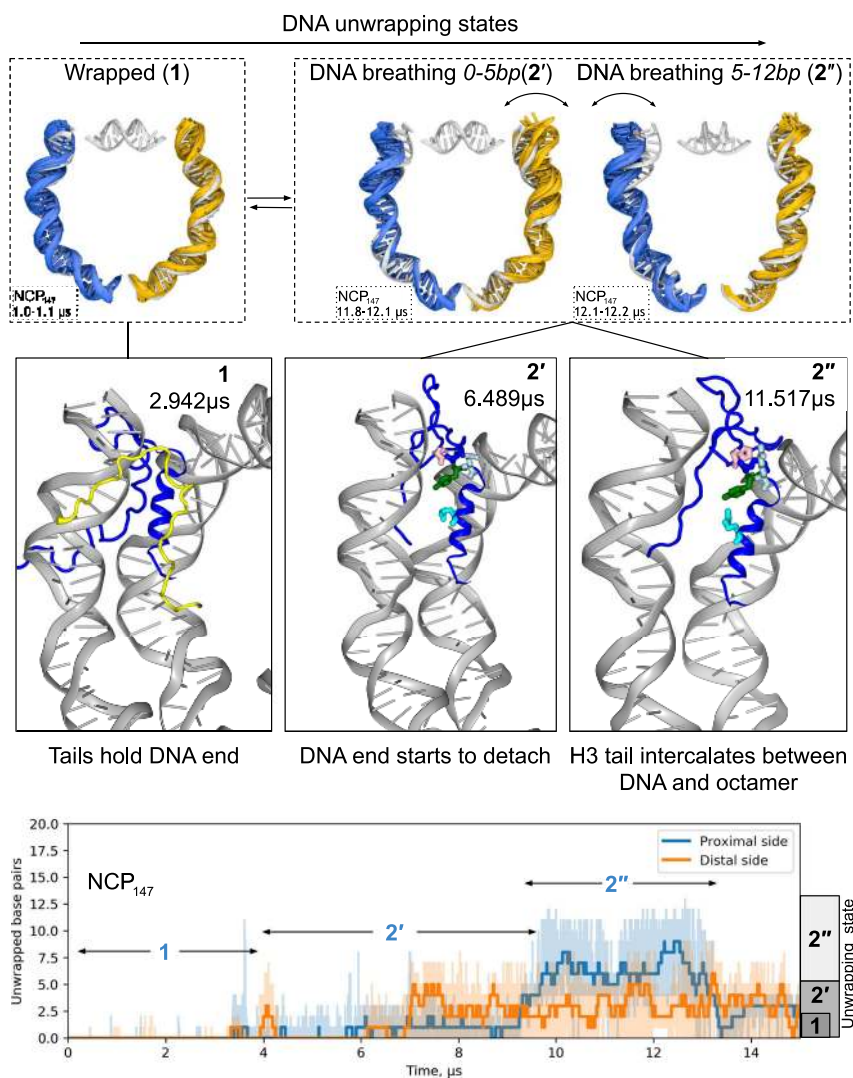 DNA unwrapping states
Wrapped (1)
DNA breathing 0-5bp(2′)
DNA breathing 5-12bp (2″)
NCP147
1.0-1.1 μs
NCP147
11.8-12.1 μs
NCP147
12.1-12.2 μs
1
2.942μs
2′
6.489μs
2″
11.517μs
Tails hold DNA end
DNA end starts to detach
H3 tail intercalates between
DNA and octamer
20.0
17.5
15.0
12.5
10.0
7.5
5.0
2.5
0.0
Unwrapped base pairs
NCP147
1
2′
2″
Proximal side
Distal side
0
2
4
6
8
10
12
14
Time, μs
2″
2′
1
Unwrapping state